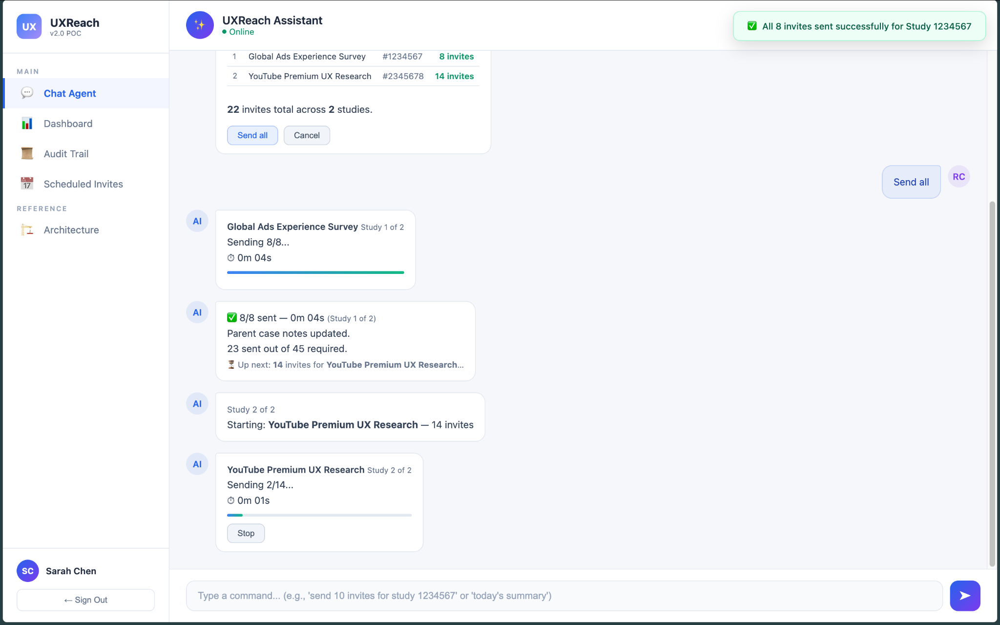 UX
UXReach
v2.0 POC
MAIN
Chat Agent
Dashboard
Audit Trail
17
Scheduled Invites
REFERENCE
Architecture
SC
Sarah Chen
← Sign Out
UXReach Assistant
Online
✅ All 8 invites sent successfully for Study 1234567
1 Global Ads Experience Survey #1234567 8 invites
2 YouTube Premium UX Research #2345678 14 invites
22 invites total across 2 studies.
Send all Cancel
Send all
RC
AI
Global Ads Experience Survey Study 1 of 2
Sending 8/8...
⏱ 0m 04s
AI
✅ 8/8 sent — 0m 04s (Study 1 of 2)
Parent case notes updated.
23 sent out of 45 required.
⏳ Up next: 14 invites for YouTube Premium UX Research...
AI
Study 2 of 2
Starting: YouTube Premium UX Research — 14 invites
AI
YouTube Premium UX Research Study 2 of 2
Sending 2/14...
⏱ 0m 01s
Stop
Type a command... (e.g., 'send 10 invites for study 1234567' or 'today's summary')